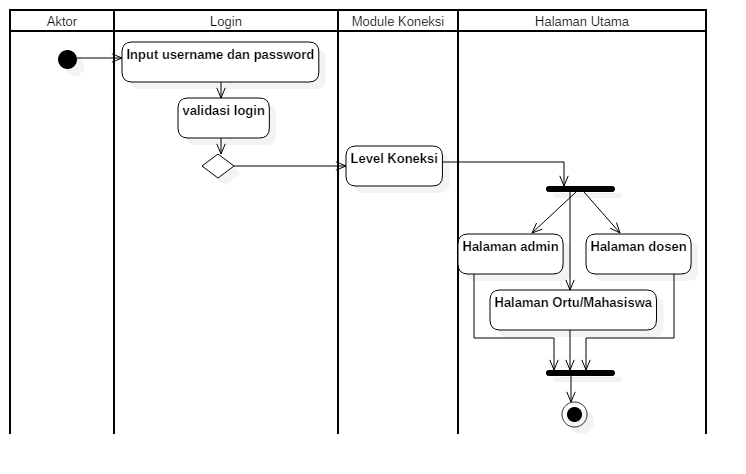 Aktor
Login
Module Koneksi
Halaman Utama
Input username dan password
validasi login
Level Koneksi
Halaman admin
Halaman dosen
Halaman Ortu/Mahasiswa